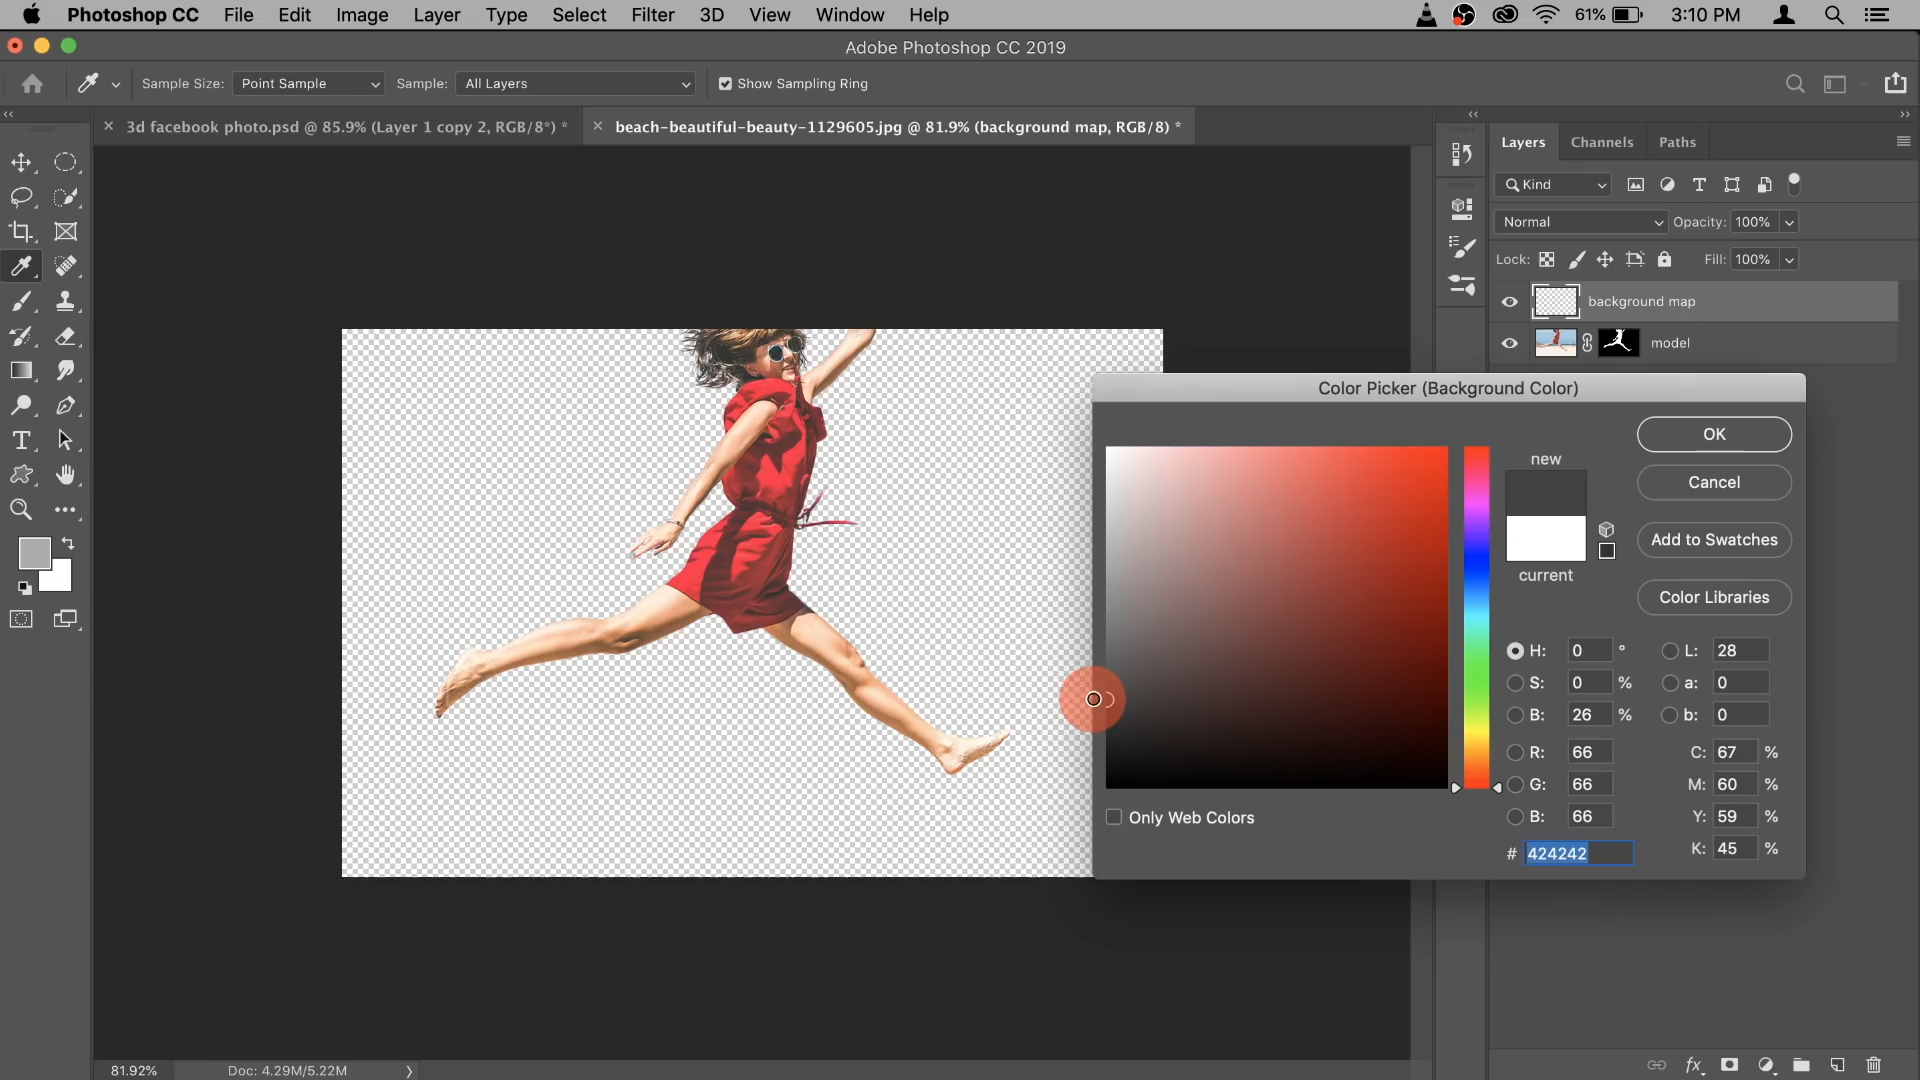 Photoshop CC File Edit Image Layer Type Select Filter 3D View Window Help 61% 3:10 PM
Adobe Photoshop CC 2019
Sample Size: Point Sample Sample: All Layers Show Sampling Ring
3d facebook photo.psd @ 85.9% (Layer 1 copy 2, RGB/8*) * beach-beautiful-beauty-1129605.jpg @ 81.9% (background map, RGB/8) *
Layers Channels Paths
Kind
Normal Opacity: 100%
Lock: Fill: 100%
background map
model
Color Picker (Background Color)
OK
new
Cancel
Add to Swatches
current
Color Libraries
H: 0 ° L: 28
S: 0 % a: 0
B: 26 % b: 0
R: 66 C: 67 %
G: 66 M: 60 %
Only Web Colors B: 66 Y: 59 %
# 424242 K: 45 %
81.92% Doc: 4.29M/5.22M